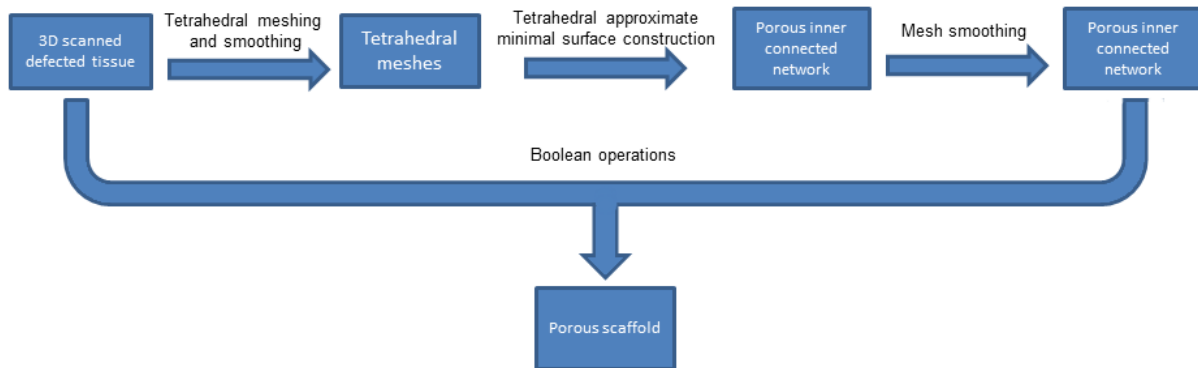 3D scanned
defected tissue
Tetrahedral meshing
and smoothing
Tetrahedral
meshes
Tetrahedral approximate
minimal surface construction
Porous inner
connected
network
Mesh smoothing
Porous inner
connected
network
Boolean operations
Porous scaffold